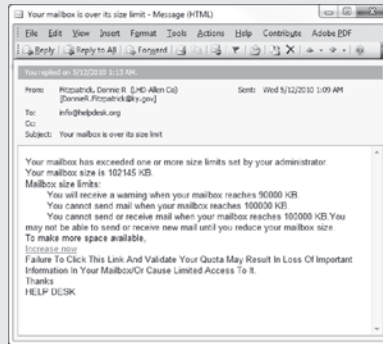 Your mailbox is over its size limit - Message (HTML)
File Edit View Insert Format Tools Actions Help Contribute Adobe PDF
Reply Reply to All Forward
You replied on 5/12/2010 1:13 AM.
From: Fitzpatrick, Donnie R (LHD-Allen Co) Sent: Wed 5/12/2010 1:09 AM
[DonnieR.Fitzpatrick@ky.gov]
To: info@helpdesk.org
Cc:
Subject: Your mailbox is over its size limit
Your mailbox has exceeded one or more size limits set by your administrator.
Your mailbox size is 102145 KB.
Mailbox size limits:
You will receive a warning when your mailbox reaches 90000 KB.
You cannot send mail when your mailbox reaches 100000 KB.
You cannot send or receive mail when your mailbox reaches 100000 KB.You
may not be able to send or receive new mail until you reduce your mailbox size.
To make more space available,
Increase now
Failure To Click This Link And Validate Your Quota May Result In Loss Of Important
Information In Your Mailbox/Or Cause Limited Access To It.
Thanks
HELP DESK